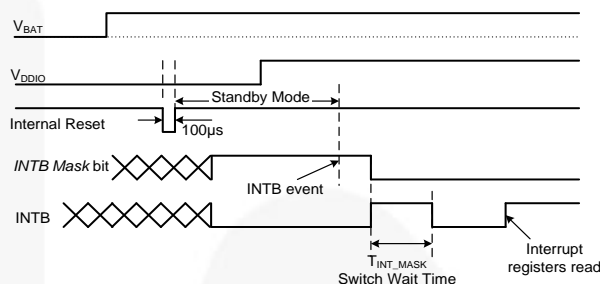 VBAT
VDDIO
Standby Mode
Internal Reset
100µs
INTB Mask bit
INTB event
INTB
TINT_MASK
Switch Wait Time
Interrupt
registers read